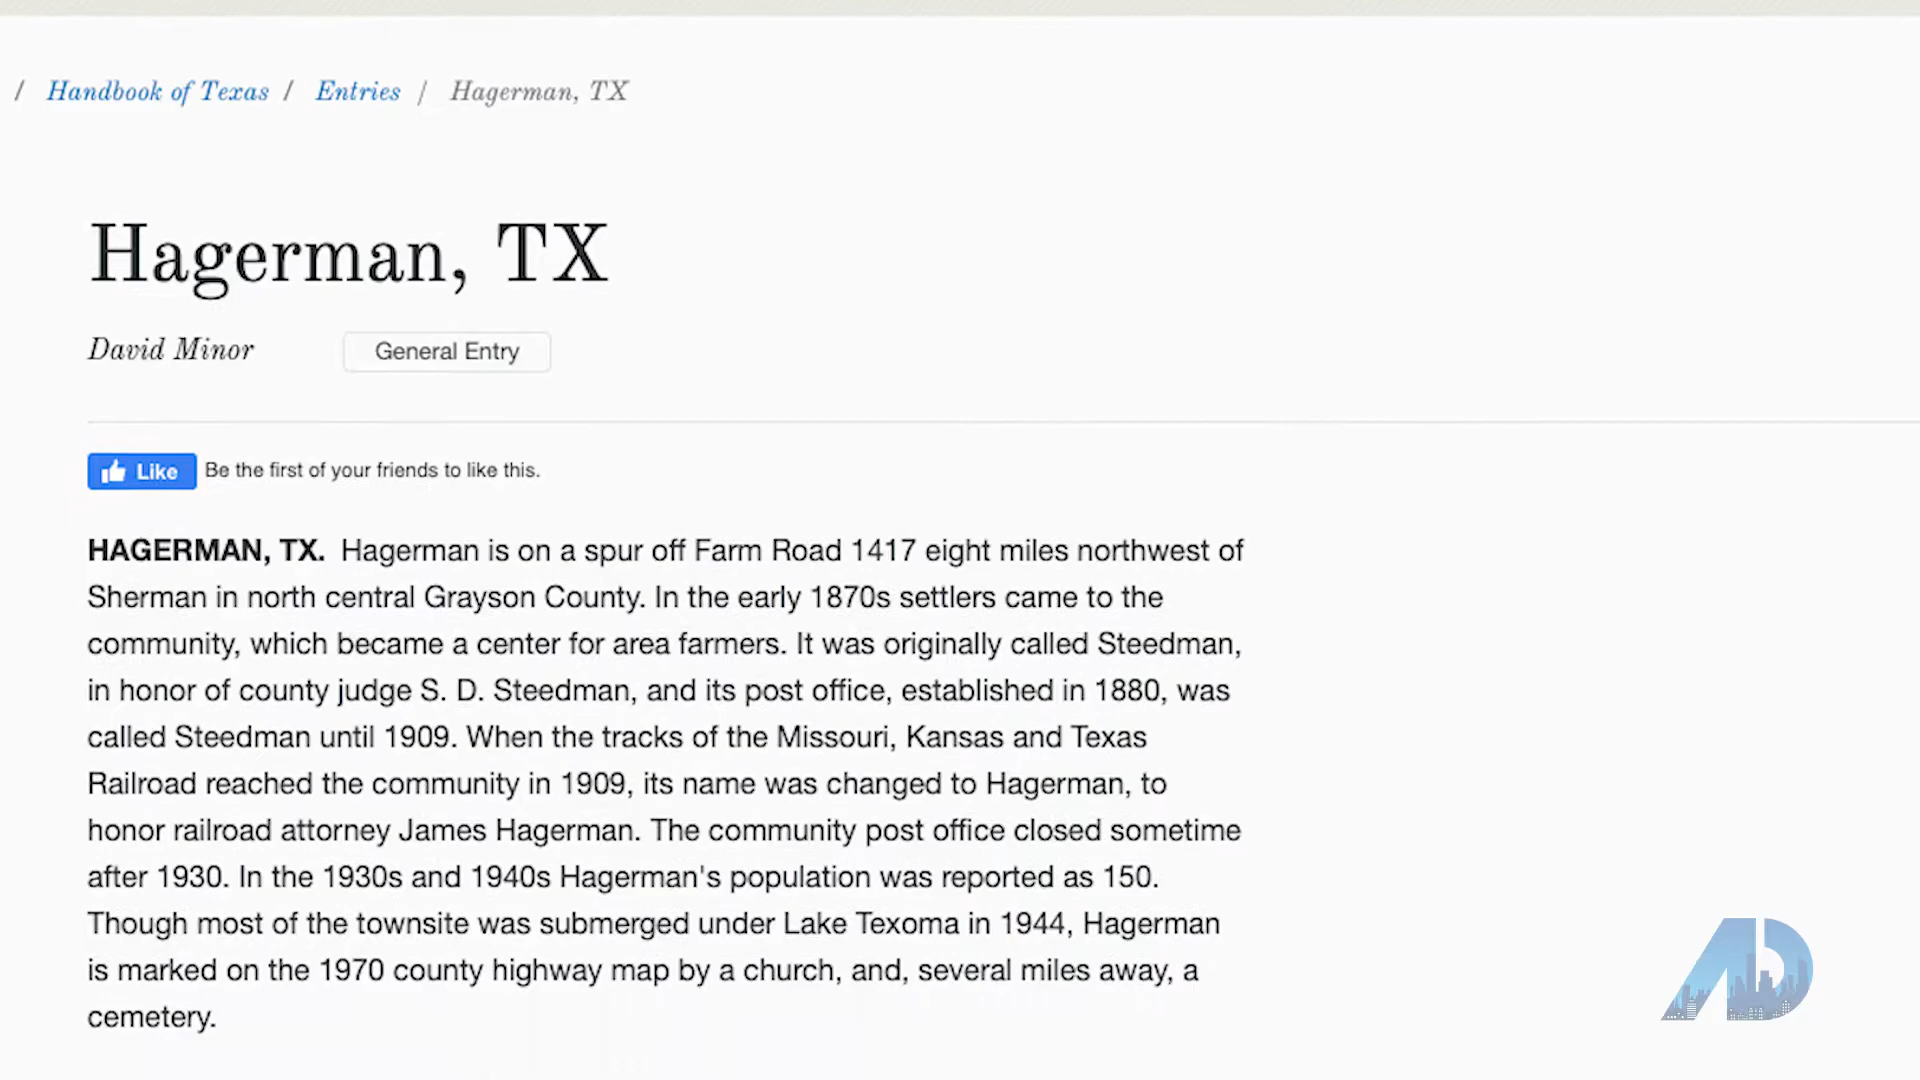 / Handbook of Texas / Entries / Hagerman, TX
Hagerman, TX
David Minor General Entry
Like Be the first of your friends to like this.
HAGERMAN, TX. Hagerman is on a spur off Farm Road 1417 eight miles northwest of
Sherman in north central Grayson County. In the early 1870s settlers came to the
community, which became a center for area farmers. It was originally called Steedman,
in honor of county judge S. D. Steedman, and its post office, established in 1880, was
called Steedman until 1909. When the tracks of the Missouri, Kansas and Texas
Railroad reached the community in 1909, its name was changed to Hagerman, to
honor railroad attorney James Hagerman. The community post office closed sometime
after 1930. In the 1930s and 1940s Hagerman's population was reported as 150.
Though most of the townsite was submerged under Lake Texoma in 1944, Hagerman
is marked on the 1970 county highway map by a church, and, several miles away, a
cemetery.
AD